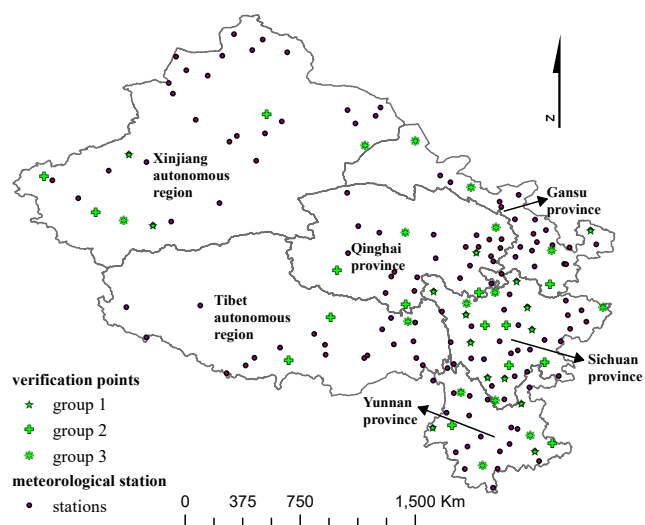 N
Xinjiang
autonomous
region
Gansu
province
Qinghai
province
Tibet
autonomous
region
Sichuan
province
Yunnan
province
verification points
group 1
group 2
group 3
meteorological station
stations
0 375 750 1,500 Km